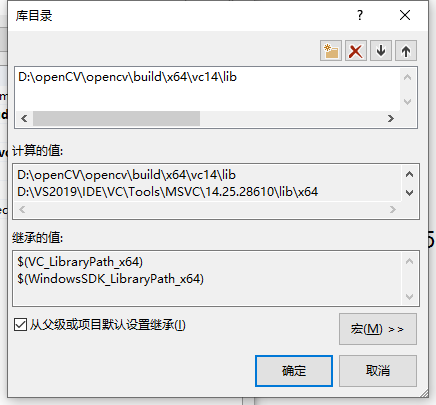 库目录
D:\openCV\opencv\build\x64\vc14\lib
计算的值:
D:\openCV\opencv\build\x64\vc14\lib
D:\VS2019\IDE\VC\Tools\MSVC\14.25.28610\lib\x64
继承的值:
$(VC_LibraryPath_x64)
$(WindowsSDK_LibraryPath_x64)
从父级或项目默认设置继承(I)
宏(M) >>
确定
取消